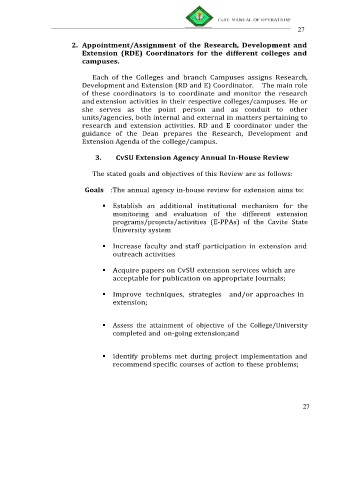 CvSU MANUAL OF OPERATIONS
27
2. Appointment/Assignment of the Research, Development and
Extension (RDE) Coordinators for the different colleges and
campuses.
Each of the Colleges and branch Campuses assigns Research,
Development and Extension (RD and E) Coordinator. The main role
of these coordinators is to coordinate and monitor the research
and extension activities in their respective colleges/campuses. He or
she serves as the point person and as conduit to other
units/agencies, both internal and external in matters pertaining to
research and extension activities. RD and E coordinator under the
guidance of the Dean prepares the Research, Development and
Extension Agenda of the college/campus.
3. CvSU Extension Agency Annual In-House Review
The stated goals and objectives of this Review are as follows:
Goals :The annual agency in-house review for extension aims to:
▪ Establish an additional institutional mechanism for the
monitoring and evaluation of the different extension
programs/projects/activities (E-PPAs) of the Cavite State
University system
▪ Increase faculty and staff participation in extension and
outreach activities
▪ Acquire papers on CvSU extension services which are
acceptable for publication on appropriate Journals;
▪ Improve techniques, strategies and/or approaches in
extension;
▪ Assess the attainment of objective of the College/University
completed and on-going extension;and
▪ Identify problems met during project implementation and
recommend specific courses of action to these problems;
27